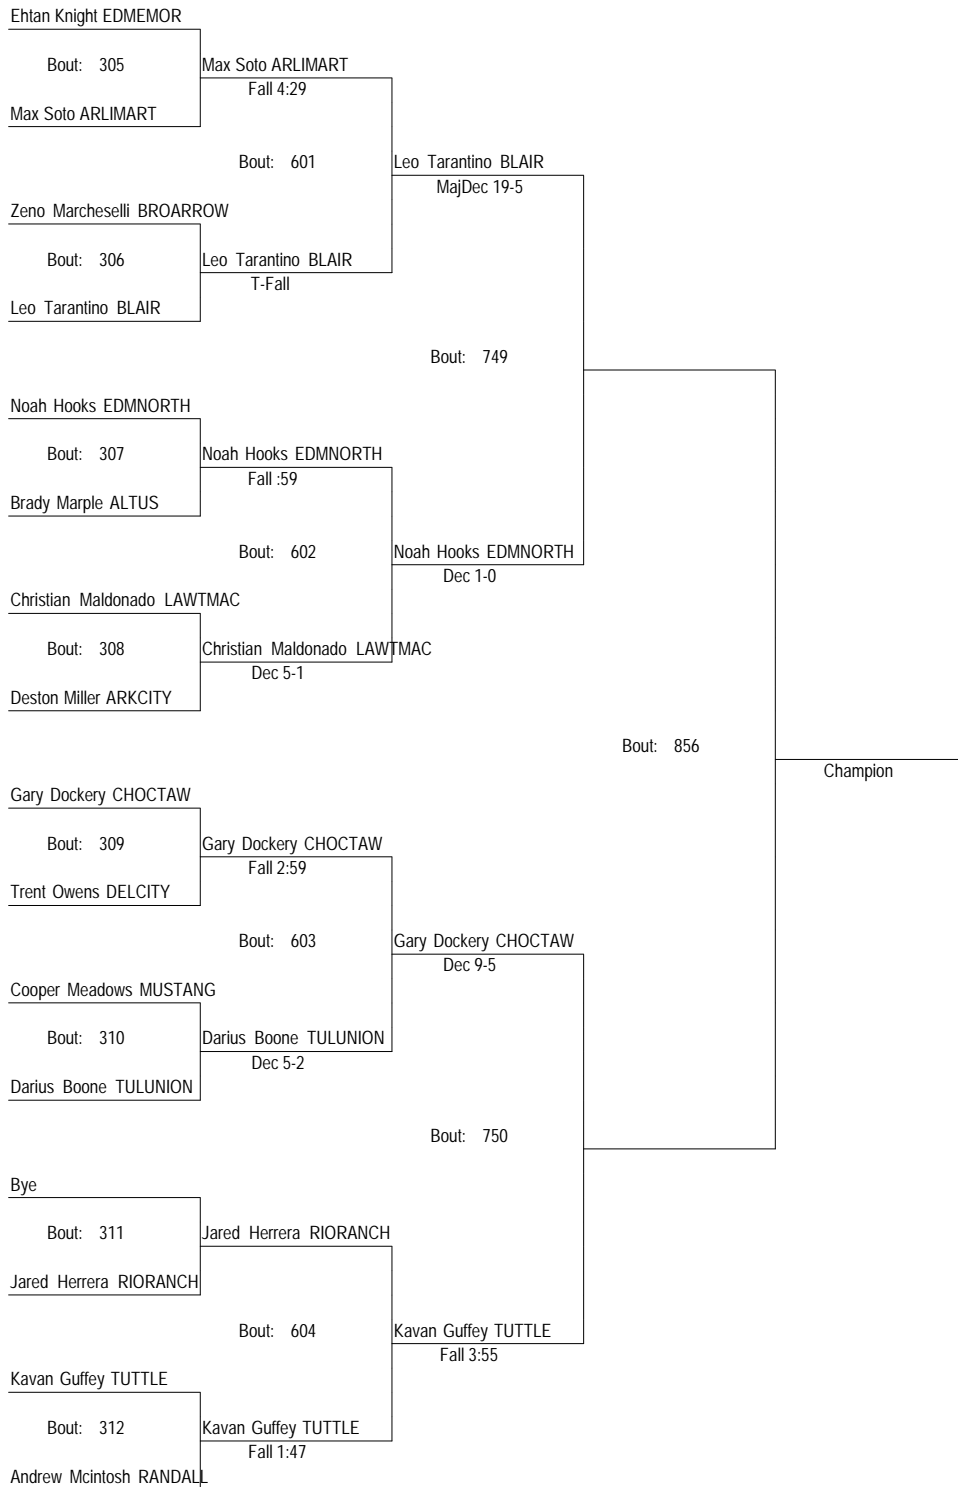 Ehtan Knight EDMEMOR
Bout: 305
Max Soto ARLIMART
Fall 4:29
Max Soto ARLIMART
Bout: 601
Leo Tarantino BLAIR
MajDec 19-5
Zeno Marcheselli BROARROW
Bout: 306
Leo Tarantino BLAIR
T-Fall
Leo Tarantino BLAIR
Bout: 749
Noah Hooks EDMNORTH
Bout: 307
Noah Hooks EDMNORTH
Fall :59
Brady Marple ALTUS
Bout: 602
Noah Hooks EDMNORTH
Dec 1-0
Christian Maldonado LAWTMAC
Bout: 308
Christian Maldonado LAWTMAC
Dec 5-1
Deston Miller ARKCITY
Bout: 856
Champion
Gary Dockery CHOCTAW
Bout: 309
Gary Dockery CHOCTAW
Fall 2:59
Trent Owens DELCITY
Bout: 603
Gary Dockery CHOCTAW
Dec 9-5
Cooper Meadows MUSTANG
Bout: 310
Darius Boone TULUNION
Dec 5-2
Darius Boone TULUNION
Bout: 750
Bye
Bout: 311
Jared Herrera RIORANCH
Jared Herrera RIORANCH
Bout: 604
Kavan Guffey TUTTLE
Fall 3:55
Kavan Guffey TUTTLE
Bout: 312
Kavan Guffey TUTTLE
Fall 1:47
Andrew Mcintosh RANDALL